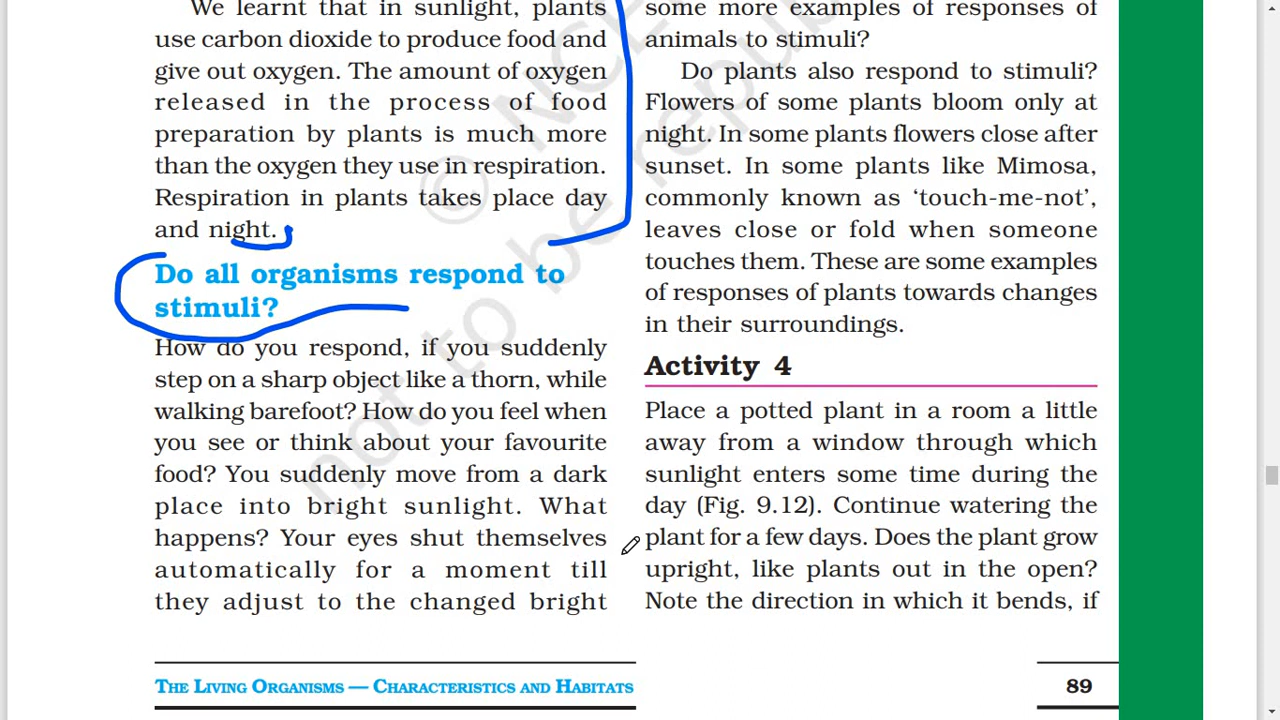 We learnt that in sunlight, plants
use carbon dioxide to produce food and
give out oxygen. The amount of oxygen
released in the process of food
preparation by plants is much more
than the oxygen they use in respiration.
Respiration in plants takes place day
and night.
Do all organisms respond to
stimuli?
How do you respond, if you suddenly
step on a sharp object like a thorn, while
walking barefoot? How do you feel when
you see or think about your favourite
food? You suddenly move from a dark
place into bright sunlight. What
happens? Your eyes shut themselves
automatically for a moment till
they adjust to the changed bright
some more examples of responses of
animals to stimuli?
Do plants also respond to stimuli?
Flowers of some plants bloom only at
night. In some plants flowers close after
sunset. In some plants like Mimosa,
commonly known as ‘touch-me-not’,
leaves close or fold when someone
touches them. These are some examples
of responses of plants towards changes
in their surroundings.
Activity 4
Place a potted plant in a room a little
away from a window through which
sunlight enters some time during the
day (Fig. 9.12). Continue watering the
plant for a few days. Does the plant grow
upright, like plants out in the open?
Note the direction in which it bends, if
THE LIVING ORGANISMS — CHARACTERISTICS AND HABITATS
89
© NCE
not to be repub